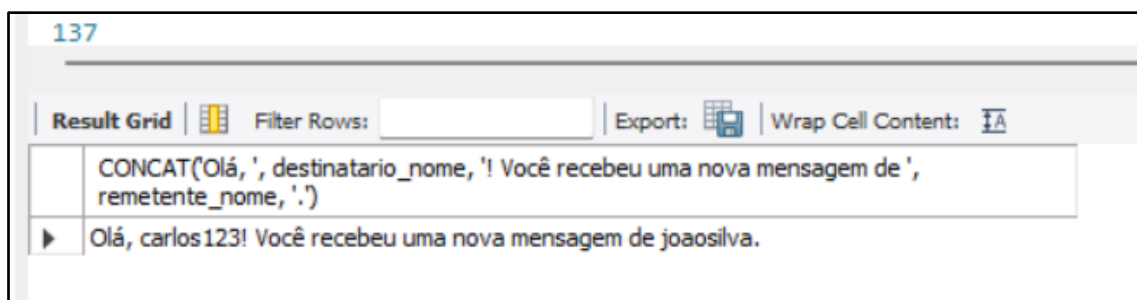 137
Result Grid Filter Rows: Export: Wrap Cell Content: IA
CONCAT('Olá, ', destinatario_nome, '! Você recebeu uma nova mensagem de ',
remetente_nome, '.')
Olá, carlos123! Você recebeu uma nova mensagem de joaosilva.